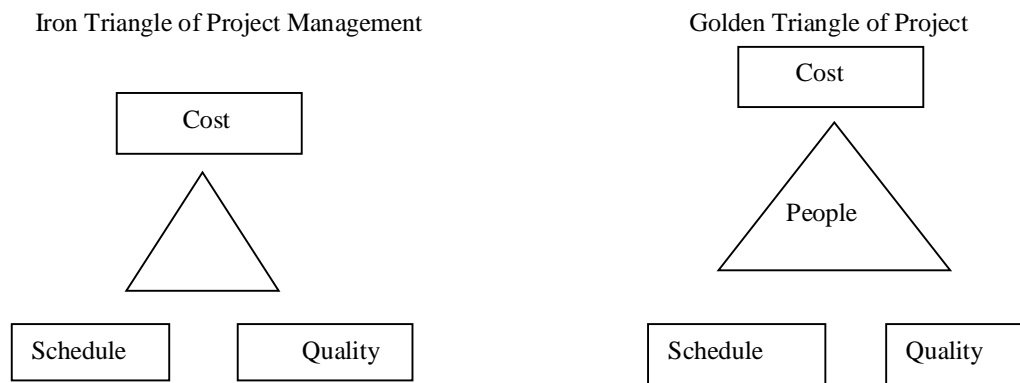 Iron Triangle of Project Management
Cost
Schedule
Quality
Golden Triangle of Project
Cost
People
Schedule
Quality